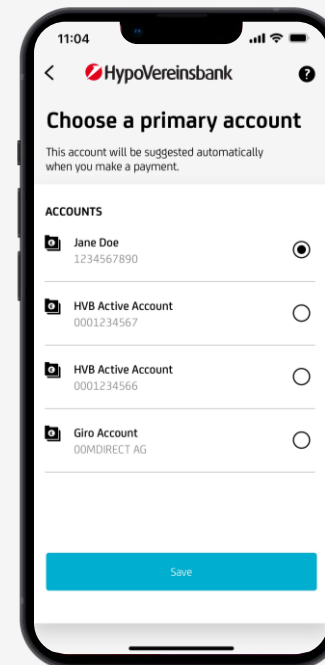 11:04
HypoVereinsbank
Choose a primary account
This account will be suggested automatically
when you make a payment.
ACCOUNTS
Jane Doe
1234567890
HVB Active Account
0001234567
HVB Active Account
0001234566
Giro Account
00MDIRECT AG
Save